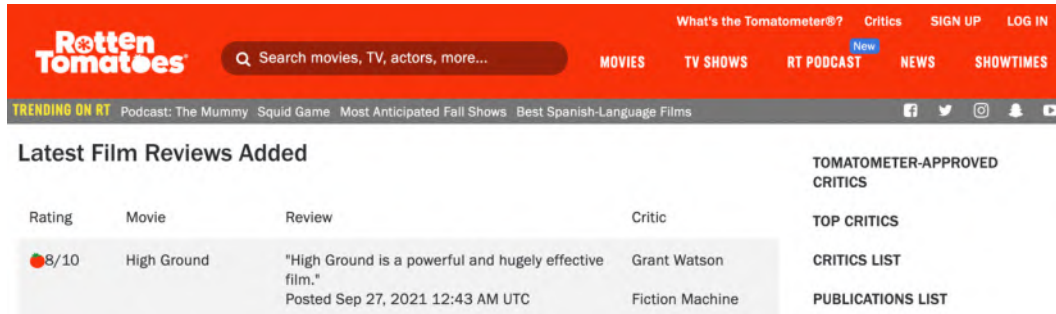 What's the Tomatometer®? Critics SIGN UP LOG IN
Rotten
Tomatoes
Search movies, TV, actors, more...
New
MOVIES TV SHOWS RT PODCAST NEWS SHOWTIMES
TRENDING ON RT Podcast: The Mummy Squid Game Most Anticipated Fall Shows Best Spanish-Language Films
Latest Film Reviews Added
Rating Movie Review Critic
8/10 High Ground "High Ground is a powerful and hugely effective Grant Watson
film."
Posted Sep 27, 2021 12:43 AM UTC Fiction Machine
TOMATOMETER-APPROVED
CRITICS
TOP CRITICS
CRITICS LIST
PUBLICATIONS LIST